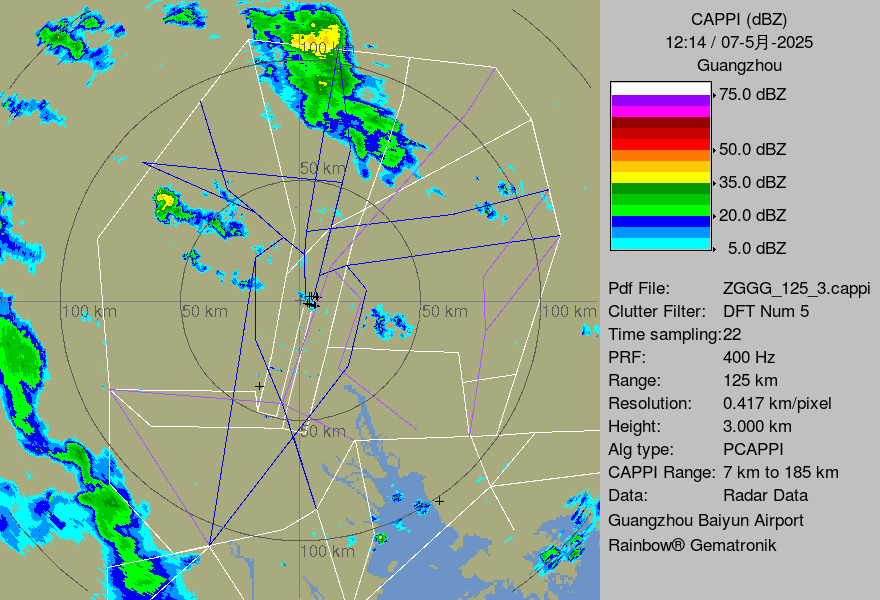 CAPPI (dBZ)
12:14 / 07-5月-2025
Guangzhou
75.0 dBZ
50.0 dBZ
35.0 dBZ
20.0 dBZ
5.0 dBZ
Pdf File: ZGGG_125_3.cappi
Clutter Filter: DFT Num 5
Time sampling:22
PRF: 400 Hz
Range: 125 km
Resolution: 0.417 km/pixel
Height: 3.000 km
Alg type: PCAPPI
CAPPI Range: 7 km to 185 km
Data: Radar Data
Guangzhou Baiyun Airport
Rainbow® Gematronik
100 km
50 km
100 km
50 km
50 km
100 km
50 km
100 km